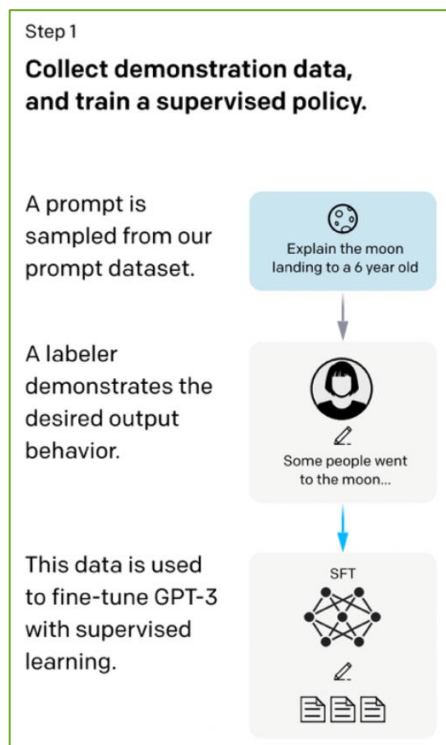 Step 1
Collect demonstration data,
and train a supervised policy.
A prompt is
sampled from our
prompt dataset.
Explain the moon
landing to a 6 year old
A labeler
demonstrates the
desired output
behavior.
Some people went
to the moon...
This data is used
to fine-tune GPT-3
with supervised
learning.
SFT